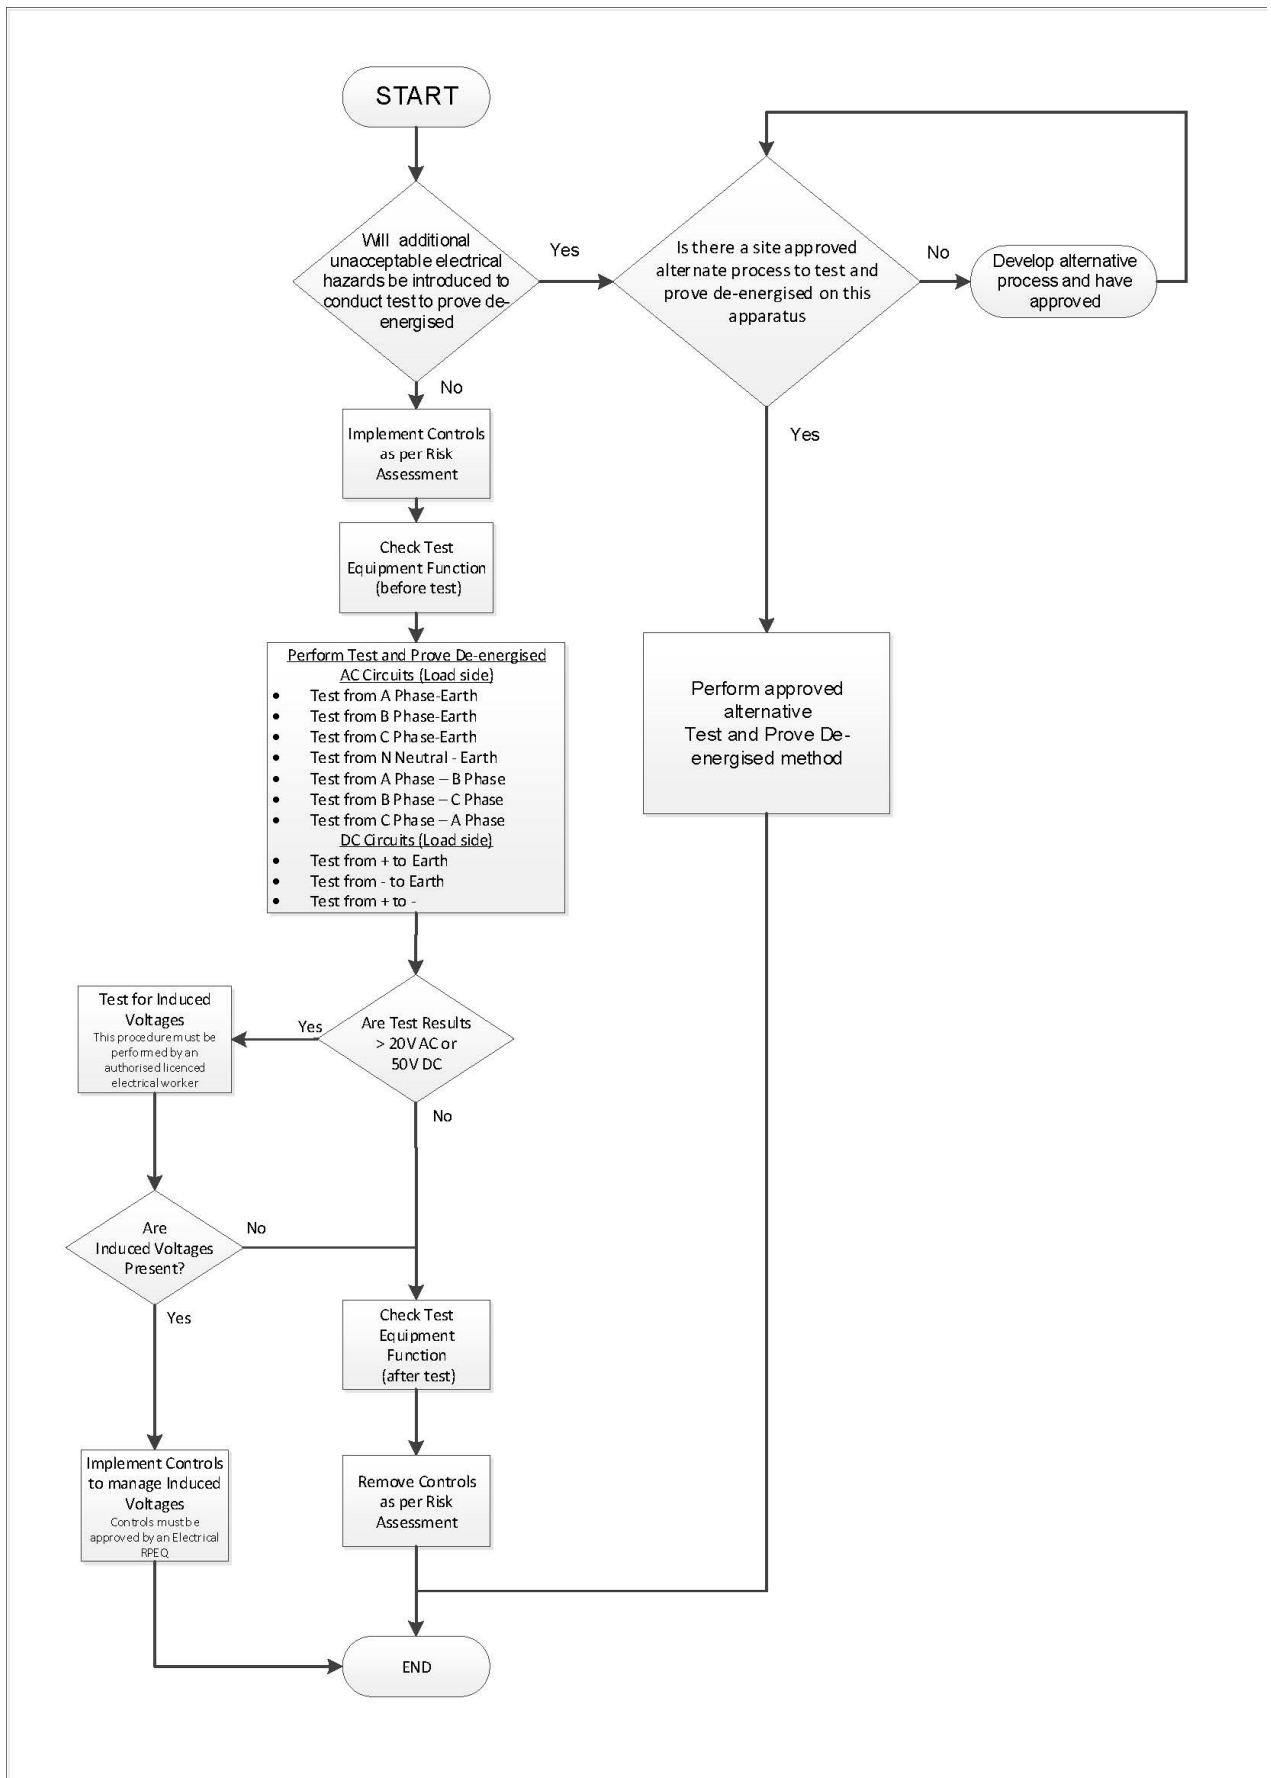 START
Will additional
unacceptable electrical
hazards be introduced to
conduct test to prove de-
energised
Yes
Is there a site approved
alternate process to test and
prove de-energised on this
apparatus
No
Develop alternative
process and have
approved
No
Implement Controls
as per Risk
Assessment
Yes
Check Test
Equipment Function
(before test)
Perform Test and Prove De-energised
AC Circuits (Load side)
• Test from A Phase-Earth
• Test from B Phase-Earth
• Test from C Phase-Earth
• Test from N Neutral - Earth
• Test from A Phase – B Phase
• Test from B Phase – C Phase
• Test from C Phase – A Phase
DC Circuits (Load side)
• Test from + to Earth
• Test from - to Earth
• Test from + to -
Perform approved
alternative
Test and Prove De-
energised method
Are Test Results
> 20V AC or
50V DC
Yes
Test for Induced
Voltages
This procedure must be
performed by an
authorised licenced
electrical worker
No
Are
Induced Voltages
Present?
No
Yes
Check Test
Equipment
Function
(after test)
Implement Controls
to manage Induced
Voltages
Controls must be
approved by an Electrical
RPEQ
Remove Controls
as per Risk
Assessment
END